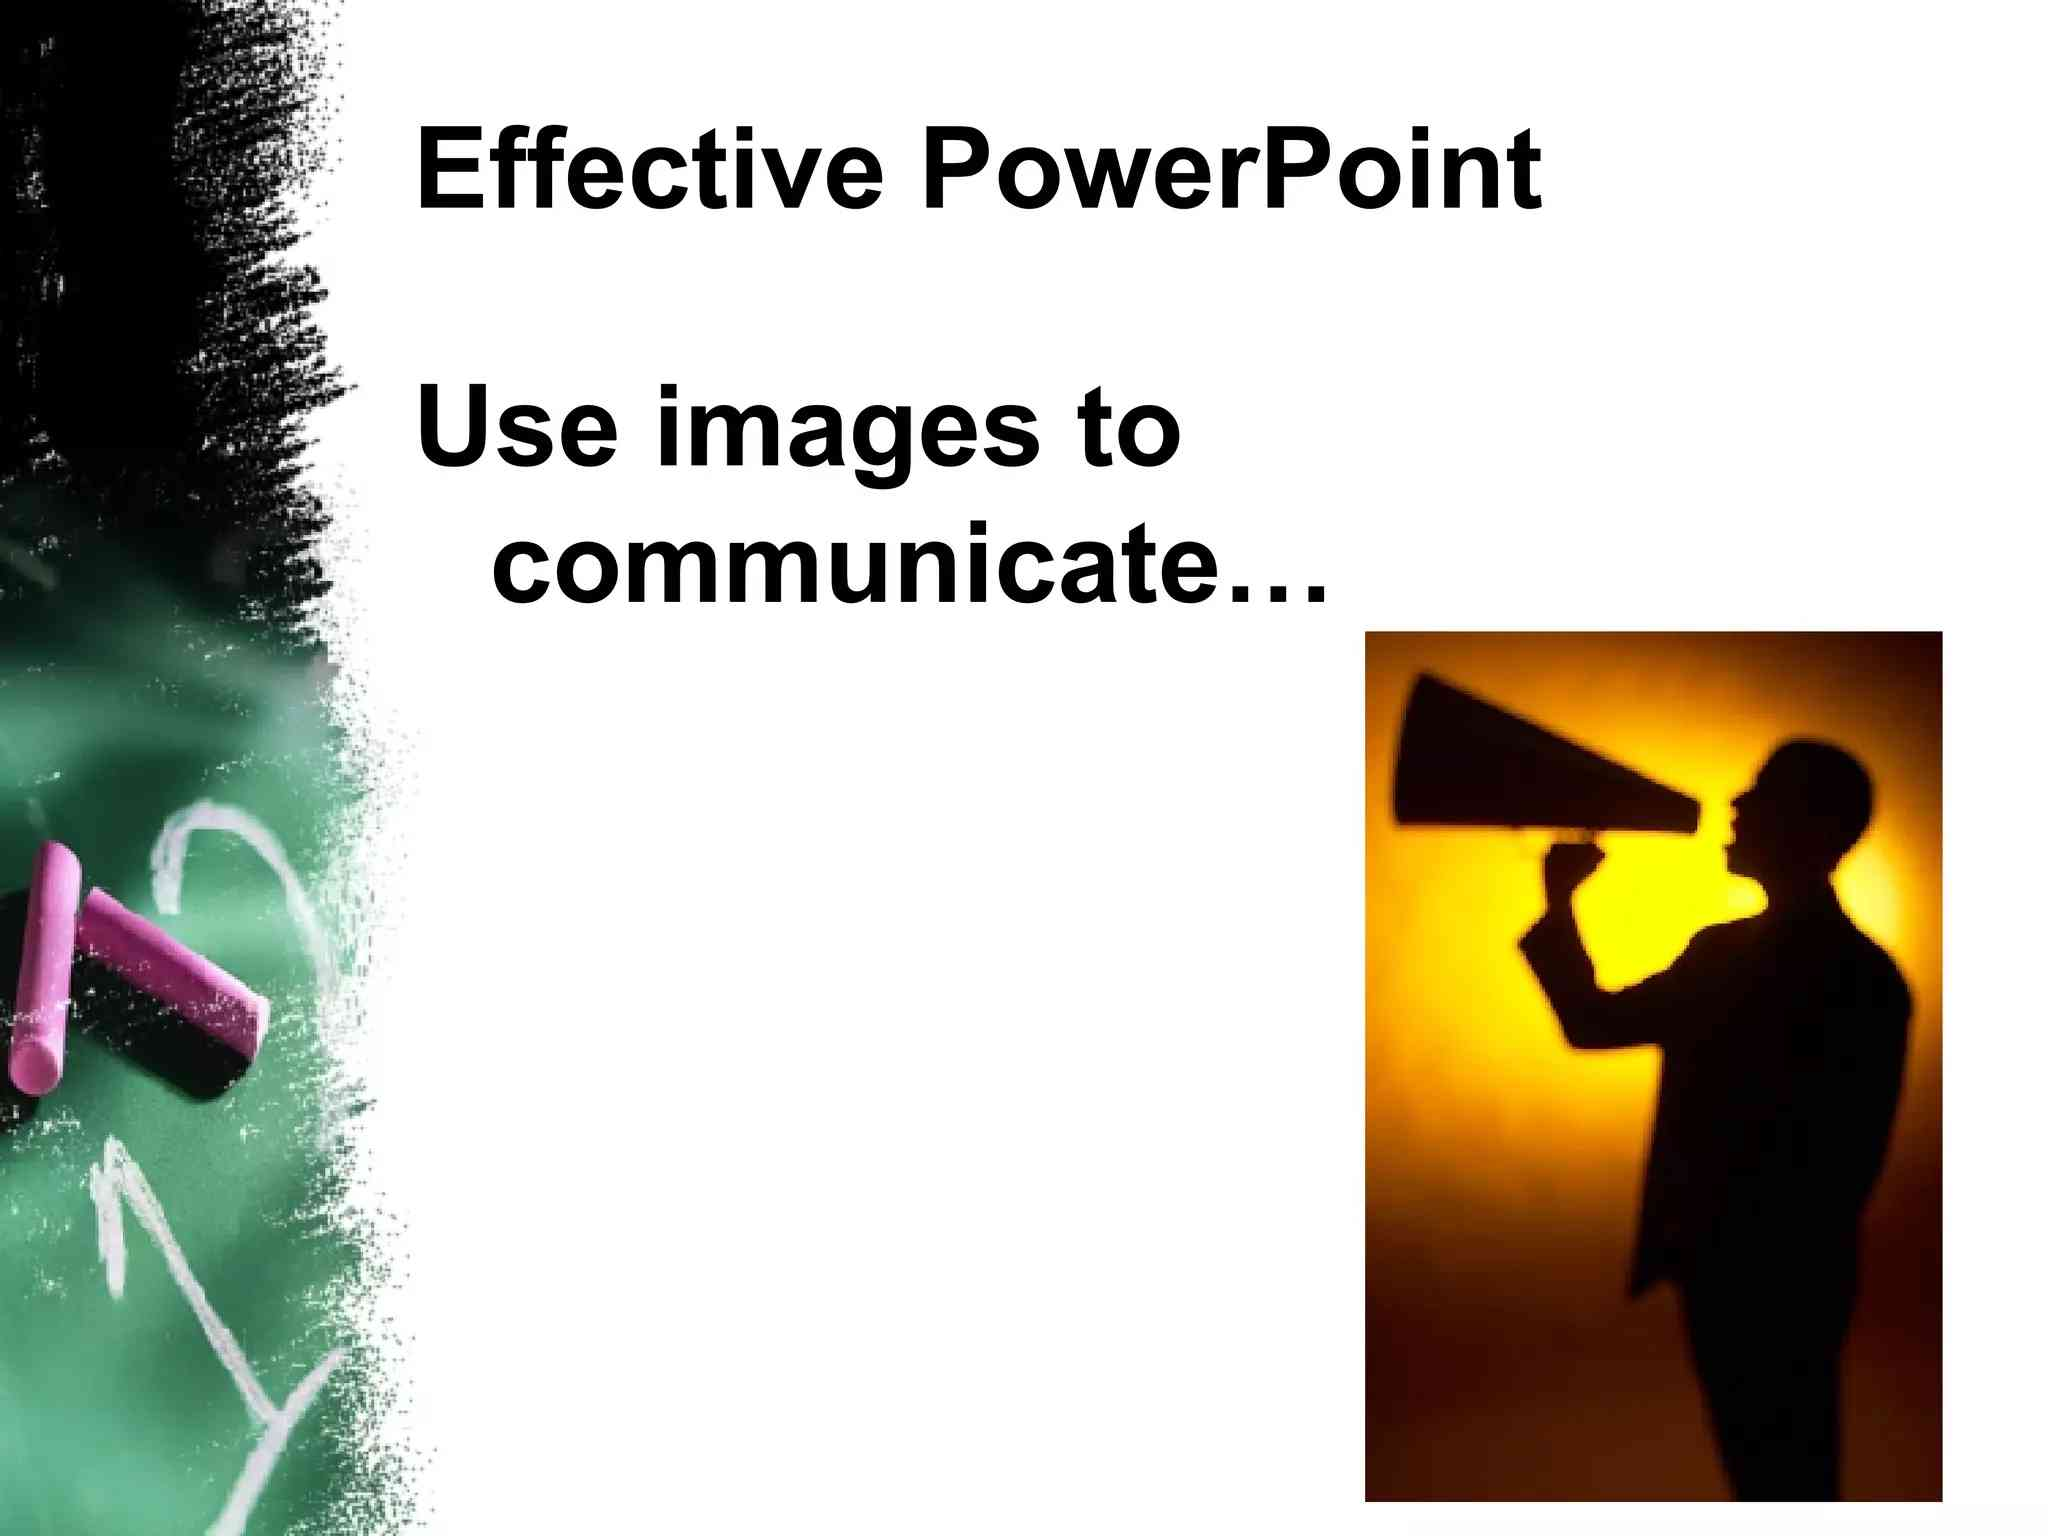 Effective PowerPoint
Use images to
communicate…